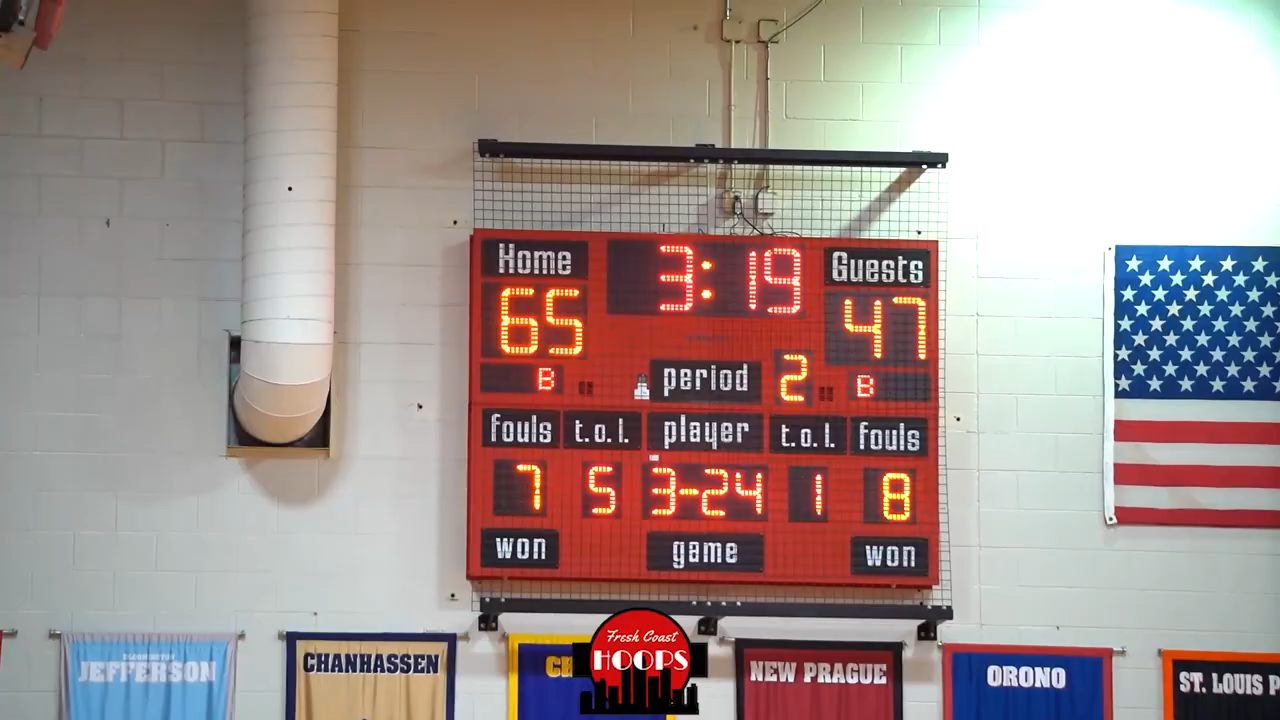 Home 3:19 Guests
65 47
B period 2 B
fouls t.o.l. player t.o.l. fouls
7 5 3-24 1 8
won game won
JEFFERSON
CHANHASSEN
Fresh Coast
HOOPS
NEW PRAGUE
ORONO
ST. LOUIS